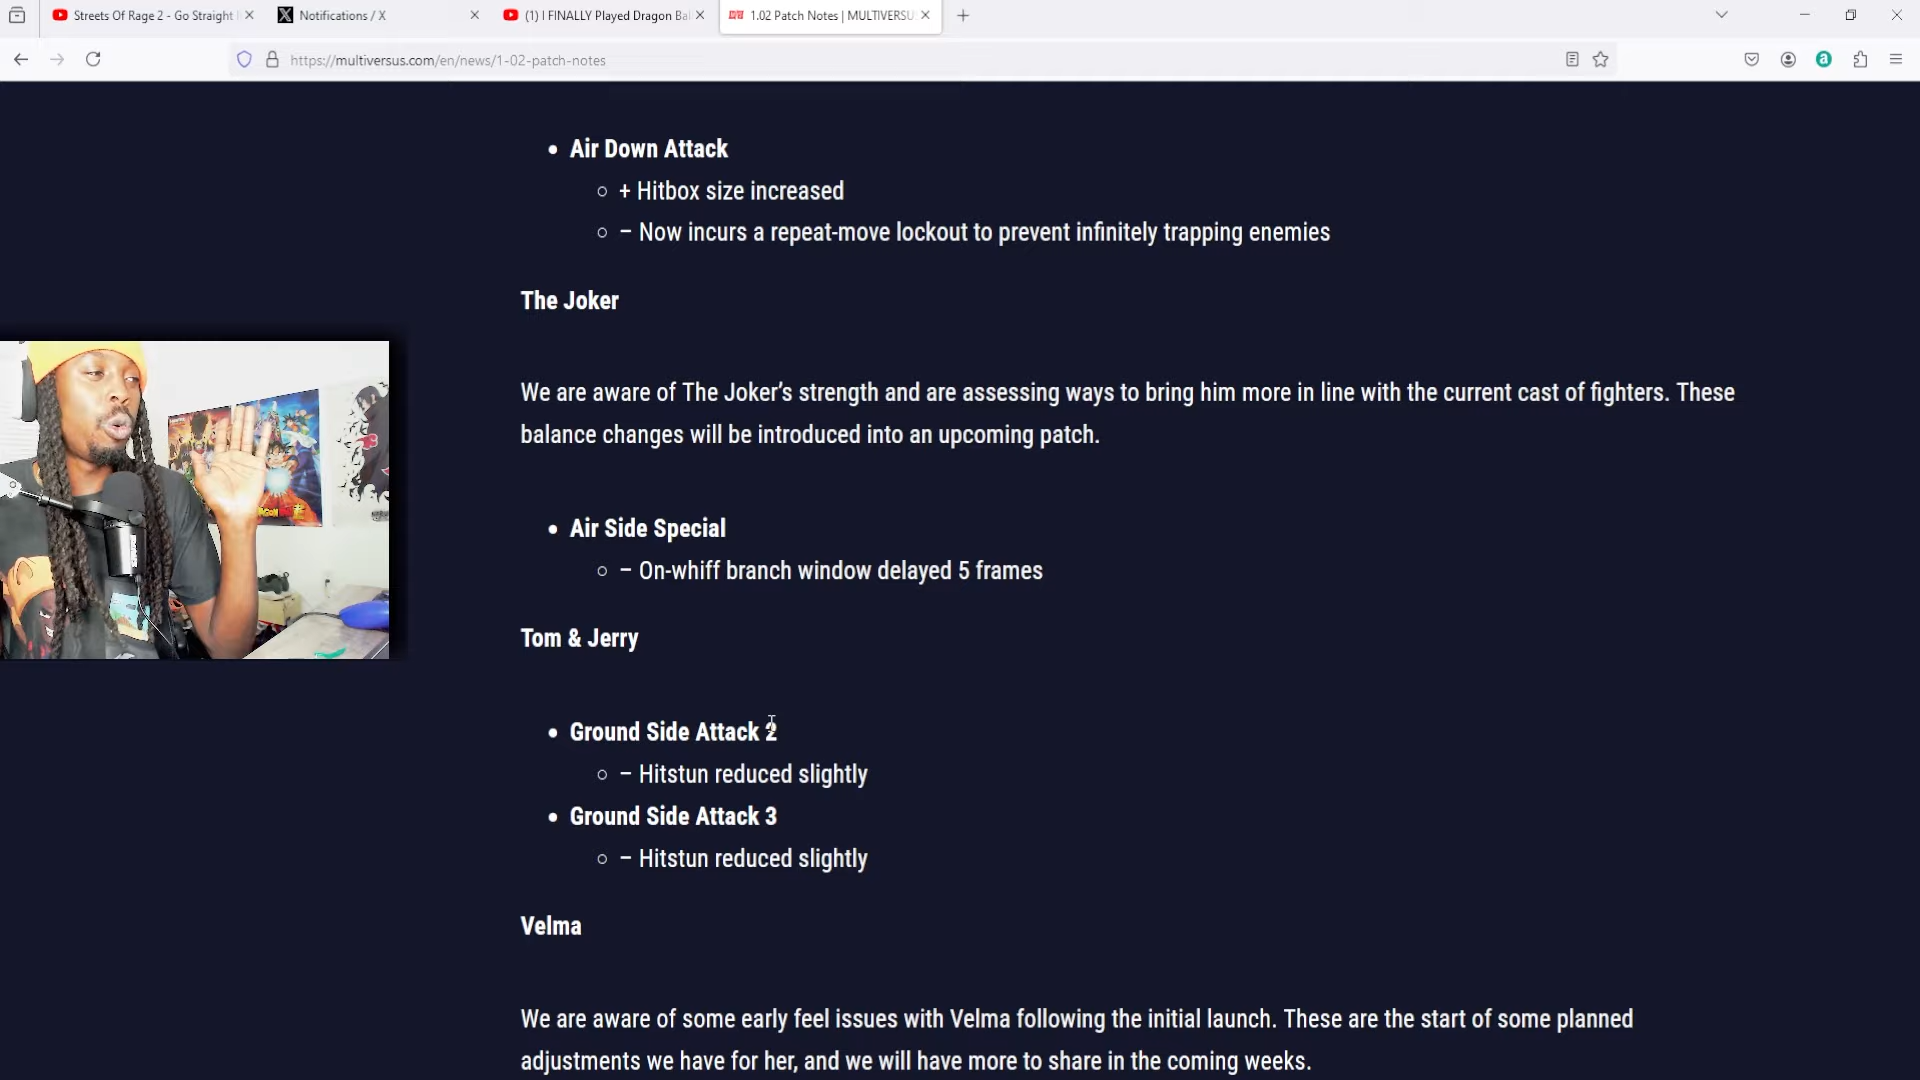 Streets Of Rage 2 - Go Straight
Notifications / X
(1) I FINALLY Played Dragon Bal
1.02 Patch Notes | MULTIVERSU
https://multiversus.com/en/news/1-02-patch-notes
• Air Down Attack
○ + Hitbox size increased
○ – Now incurs a repeat-move lockout to prevent infinitely trapping enemies
The Joker
We are aware of The Joker’s strength and are assessing ways to bring him more in line with the current cast of fighters. These
balance changes will be introduced into an upcoming patch.
• Air Side Special
○ – On-whiff branch window delayed 5 frames
Tom & Jerry
• Ground Side Attack 2
○ – Hitstun reduced slightly
• Ground Side Attack 3
○ – Hitstun reduced slightly
Velma
We are aware of some early feel issues with Velma following the initial launch. These are the start of some planned
adjustments we have for her, and we will have more to share in the coming weeks.